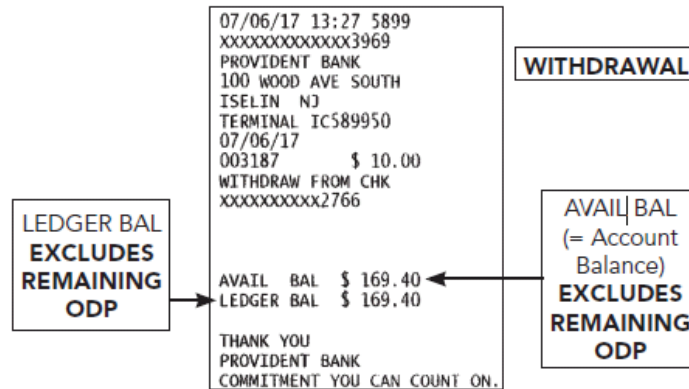 07/06/17 13:27 5899
XXXXXXXXXXXXX3969
PROVIDENT BANK
100 WOOD AVE SOUTH
ISELIN NJ
TERMINAL IC589950
07/06/17
003187 $ 10.00
WITHDRAW FROM CHK
XXXXXXXXXX2766
AVAIL BAL $ 169.40
LEDGER BAL $ 169.40
THANK YOU
PROVIDENT BANK
COMMITMENT YOU CAN COUNT ON.
WITHDRAWAL
LEDGER BAL
EXCLUDES
REMAINING
ODP
AVAIL BAL
(= Account
Balance)
EXCLUDES
REMAINING
ODP